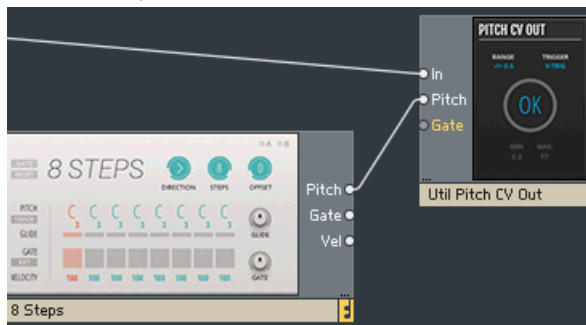 PITCH CV OUT
RANGE TRIGGER
-/+ 5.5 V-TRIG
In
Pitch
Gate
OK
MIN MAX
C-2 F7
Util Pitch CV Out
A B
GATE
RESET
8 STEPS
8 0
DIRECTION STEPS OFFSET
Pitch
Gate
Vel
PITCH C C C C C C C C
TRACK 3 3 3 3 3 3 3 3
GLIDE
GLIDE
GATE
EXT
VELOCITY 100 100 100 100 100 100 100 100
GATE
8 Steps